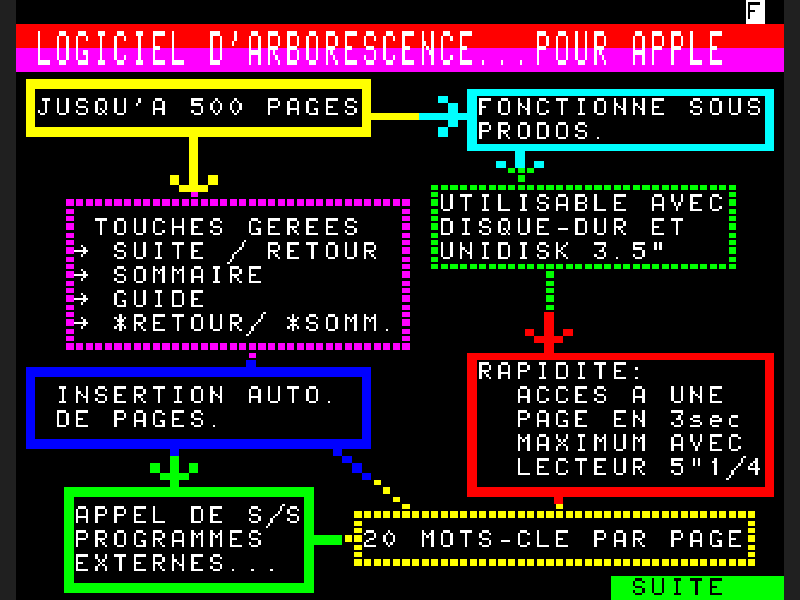 F
LOGICIEL D'ARBORESCENCE...POUR APPLE
JUSQU'A 500 PAGES
FONCTIONNE SOUS
PRODOS.
UTILISABLE AVEC
DISQUE-DUR ET
UNIDISK 3.5"
TOUCHES GEREES
→ SUITE / RETOUR
→ SOMMAIRE
→ GUIDE
→ *RETOUR/ *SOMM.
RAPIDITE:
ACCES A UNE
PAGE EN 3sec
MAXIMUM AVEC
LECTEUR 5"1/4
INSERTION AUTO.
DE PAGES.
APPEL DE S/S
PROGRAMMES
EXTERNES...
20 MOTS-CLE PAR PAGE
SUITE